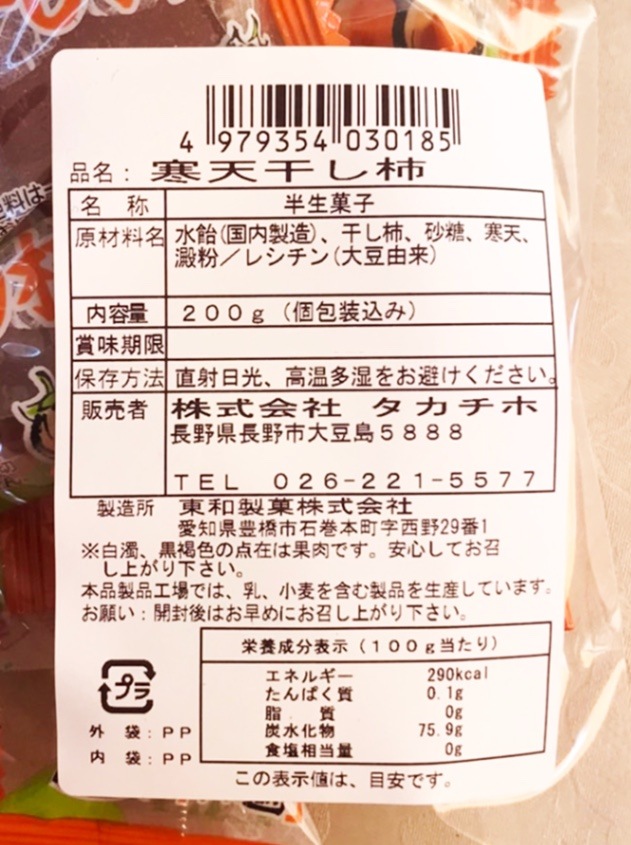 4 979354 030185
品名：寒天干し柿
名 称 半生菓子
原材料名 水飴(国内製造)、干し柿、砂糖、寒天、
澱粉／レシチン(大豆由来)
内容量 200g（個包装込み）
賞味期限
保存方法 直射日光、高温多湿をお避けください。
販売者 株式会社 タカチホ
長野県長野市大豆島5888
TEL 026-221-5577
製造所 東和製菓株式会社
愛知県豊橋市石巻本町字西野29番1
※白濁、黒褐色の点在は果肉です。安心してお召
し上がり下さい。
本品製品工場では、乳、小麦を含む製品を生産しています。
お願い：開封後はお早めにお召し上がり下さい。
栄養成分表示（100g当たり）
エネルギー 290kcal
たんぱく質 0.1g
脂 質 0g
炭水化物 75.9g
食塩相当量 0g
プラ
外 袋：PP
内 袋：PP
この表示値は、目安です。